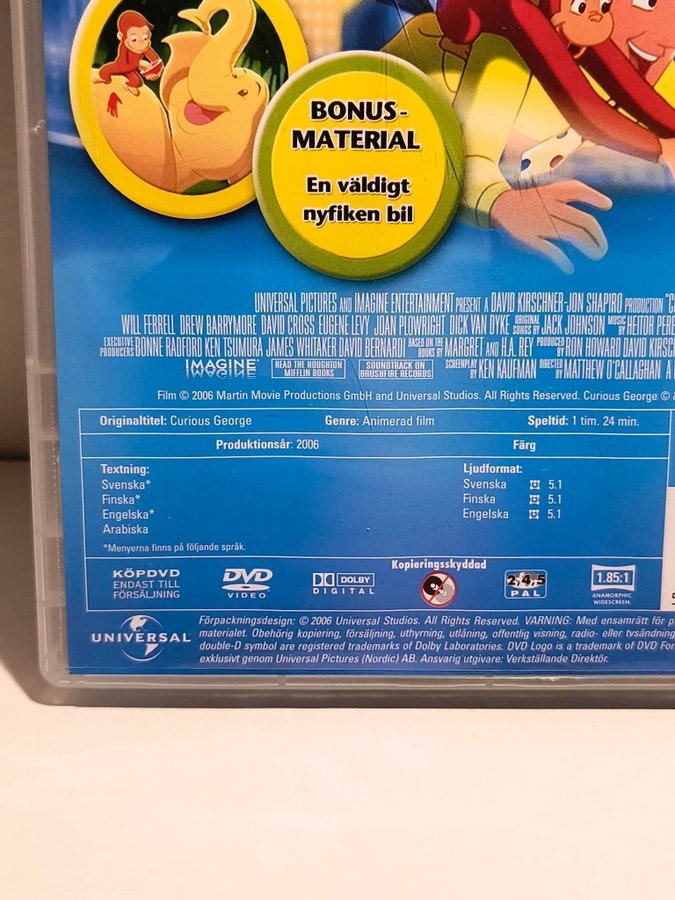 BONUS-
MATERIAL
En väldigt
nyfiken bil
UNIVERSAL PICTURES AND IMAGINE ENTERTAINMENT PRESENT A DAVID KIRSCHNER-JON SHAPIRO PRODUCTION "C
WILL FERRELL DREW BARRYMORE DAVID CROSS EUGENE LEVY JOAN PLOWRIGHT DICK VAN DYKE ORIGINAL SONGS BY JACK JOHNSON MUSIC BY HEITOR PERE
EXECUTIVE PRODUCERS BONNE RADFORD KEN TSUMURA JAMES WHITAKER DAVID BERNARDI BASED ON THE BOOKS BY MARGRET AND H.A. REY PRODUCED BY RON HOWARD DAVID KIRSC
IMAGINE READ THE HOUGHTON MIFFLIN BOOKS SOUNDTRACK ON BRUSHFIRE RECORDS SCREENPLAY BY KEN KAUFMAN DIRECTED BY MATTHEW O'CALLAGHAN A
Film © 2006 Martin Movie Productions GmbH and Universal Studios. All Rights Reserved. Curious George ©
Originaltitel: Curious George Genre: Animerad film Speltid: 1 tim. 24 min.
Produktionsår: 2006 Färg
Textning: Ljudformat:
Svenska* Svenska 5.1
Finska* Finska 5.1
Engelska* Engelska 5.1
Arabiska
*Menyerna finns på följande språk.
KÖPDVD
ENDAST TILL
FÖRSÄLJNING
DVD
VIDEO
DOLBY
DIGITAL
Kopieringsskyddad
2,4,5
PAL
1.85:1
ANAMORPHIC
WIDESCREEN
UNIVERSAL
Förpackningsdesign: © 2006 Universal Studios. All Rights Reserved. VARNING: Med ensamrätt för p
materialet. Obehörig kopiering, försäljning, uthyrning, utlåning, offentlig visning, radio- eller tvsändning
double-D symbol are registered trademarks of Dolby Laboratories. DVD Logo is a trademark of DVD For
exklusivt genom Universal Pictures (Nordic) AB. Ansvarig utgivare: Verkställande Direktör.